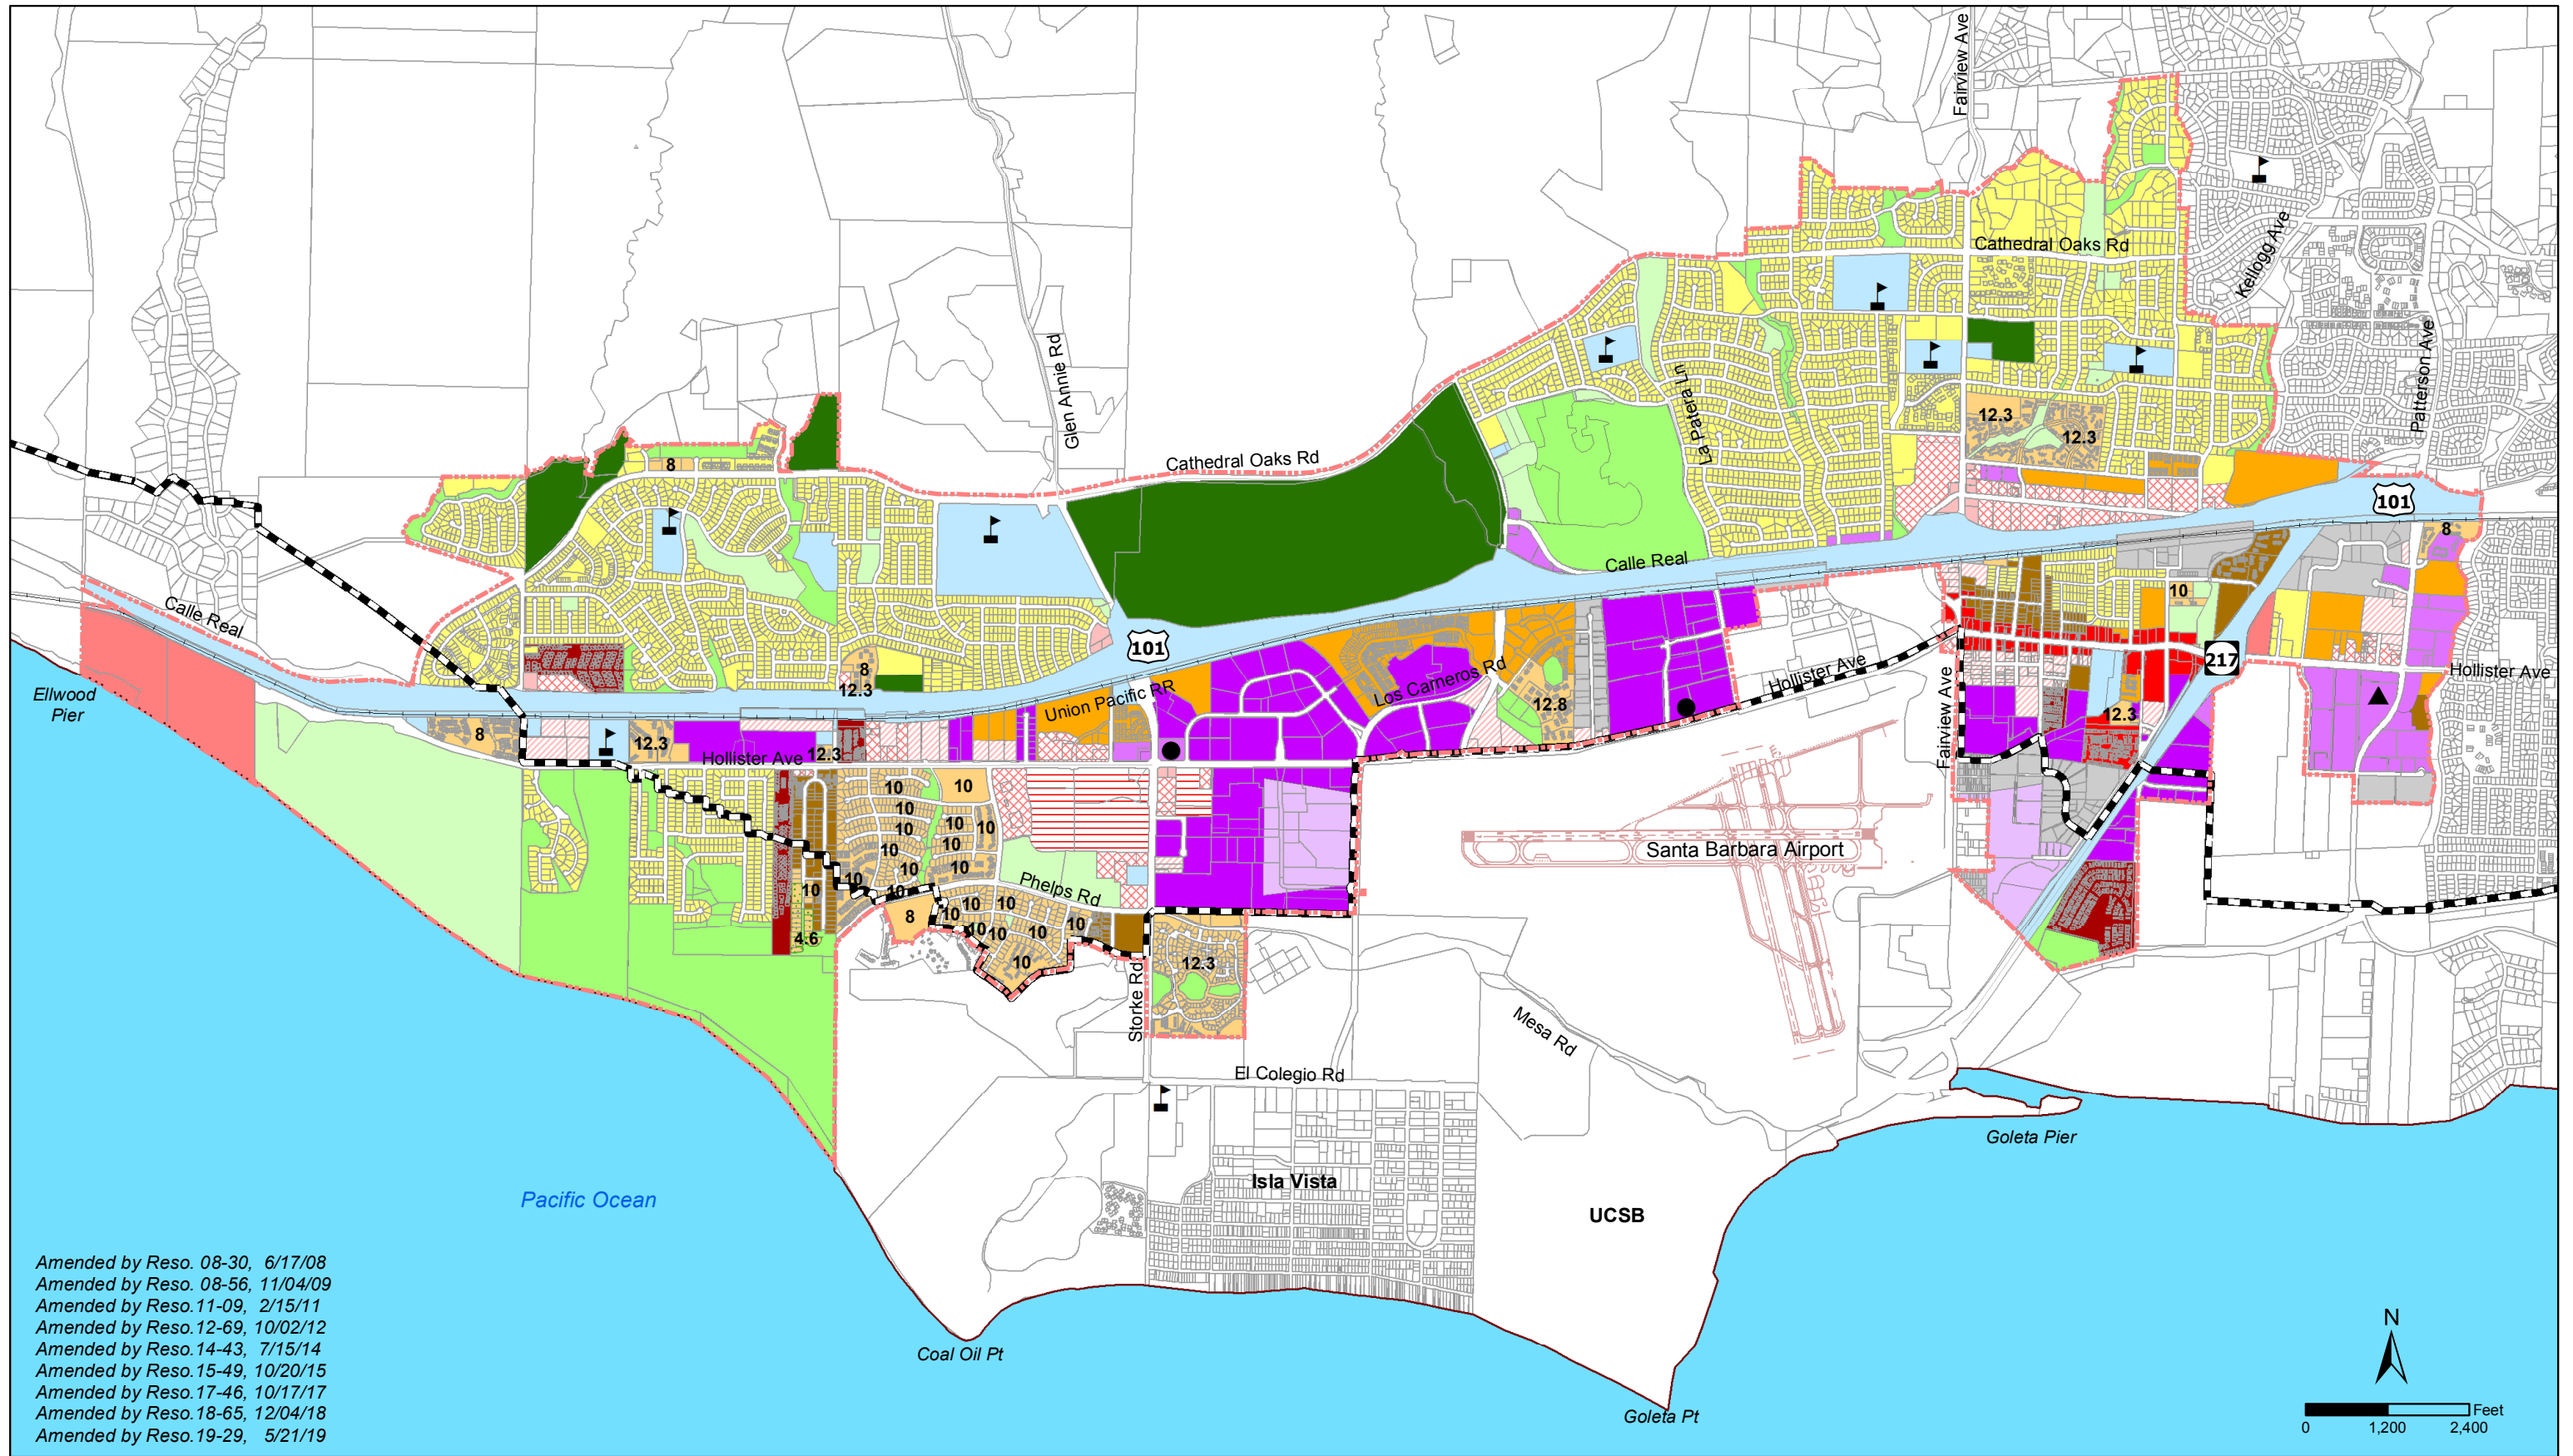 Fairview Ave
Cathedral Oaks Rd
Kellogg Ave
Patterson Ave
Glen Annie Rd
La Patera Ln
12.3
12.3
Cathedral Oaks Rd
8
101
8
Calle Real
Calle Real
10
101
8
12.3
217
Hollister Ave
Ellwood
Pier
Union Pacific RR
Los Carneros Rd
Hollister Ave
12.8
Fairview Ave
12.3
8
12.3
Hollister Ave
12.3
10
10
10
10
10
10
10
10
10
10
10
Santa Barbara Airport
Phelps Rd
10
10
10
8
10
10
10
10
10
10
10
10
4.6
10
12.3
Storke Rd
Mesa Rd
El Colegio Rd
Goleta Pier
Isla Vista
UCSB
Pacific Ocean
Coal Oil Pt
Goleta Pt
Amended by Reso. 08-30, 6/17/08
Amended by Reso. 08-56, 11/04/09
Amended by Reso.11-09, 2/15/11
Amended by Reso.12-69, 10/02/12
Amended by Reso.14-43, 7/15/14
Amended by Reso.15-49, 10/20/15
Amended by Reso.17-46, 10/17/17
Amended by Reso.18-65, 12/04/18
Amended by Reso.19-29, 5/21/19
N
Feet
0 1,200 2,400